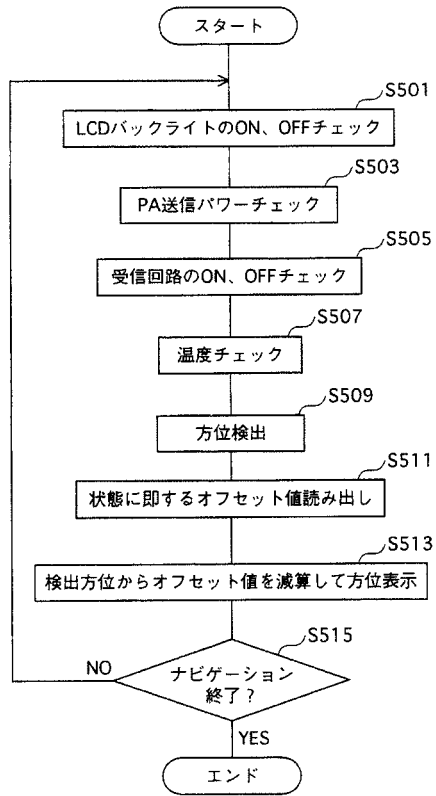 スタート
S501
LCDバックライトのON、OFFチェック
S503
PA送信パワーチェック
S505
受信回路のON、OFFチェック
S507
温度チェック
S509
方位検出
S511
状態に即するオフセット値読み出し
S513
検出方位からオフセット値を減算して方位表示
S515
ナビゲーション
終了？
NO
YES
エンド